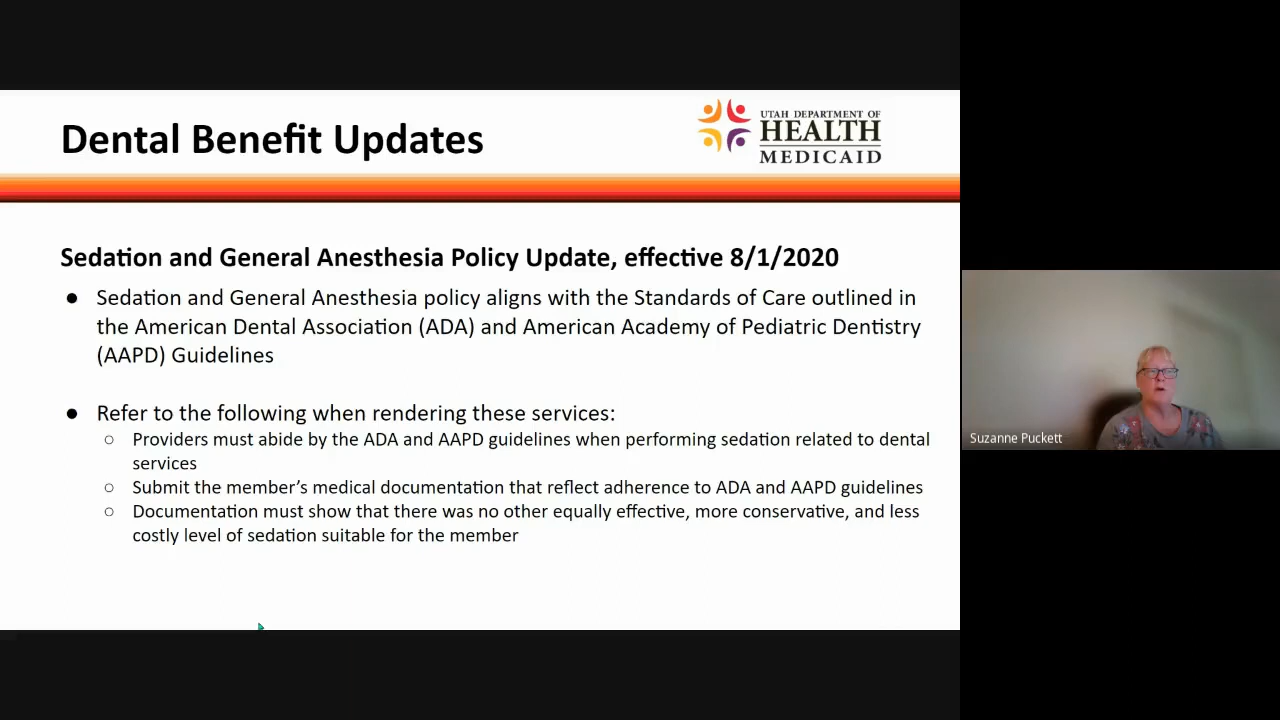 Dental Benefit Updates
UTAH DEPARTMENT OF
HEALTH
MEDICAID
Sedation and General Anesthesia Policy Update, effective 8/1/2020
● Sedation and General Anesthesia policy aligns with the Standards of Care outlined in
the American Dental Association (ADA) and American Academy of Pediatric Dentistry
(AAPD) Guidelines
● Refer to the following when rendering these services:
○ Providers must abide by the ADA and AAPD guidelines when performing sedation related to dental
services
○ Submit the member’s medical documentation that reflect adherence to ADA and AAPD guidelines
○ Documentation must show that there was no other equally effective, more conservative, and less
costly level of sedation suitable for the member
Suzanne Puckett